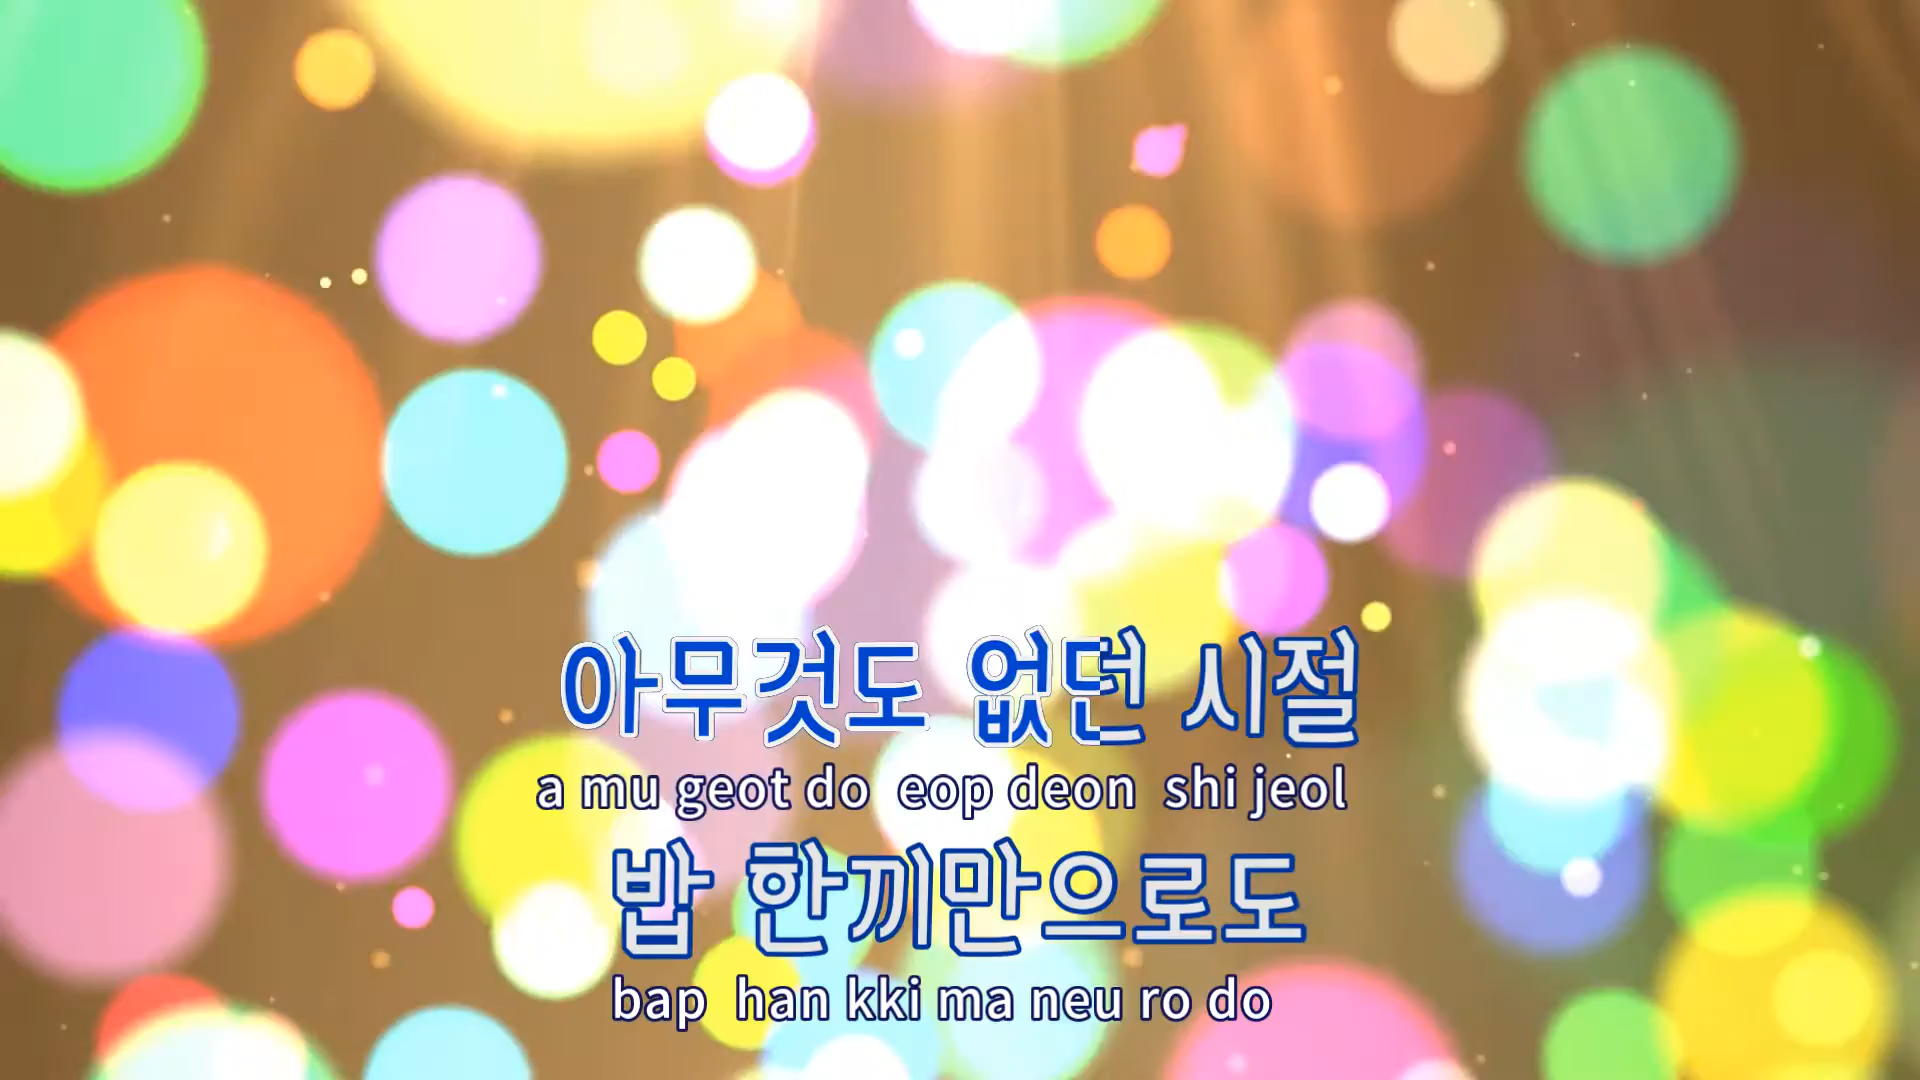 아무것도 없던 시절
a mu geot do eop deon shi jeol
밥 한끼만으로도
bap han kki ma neu ro do